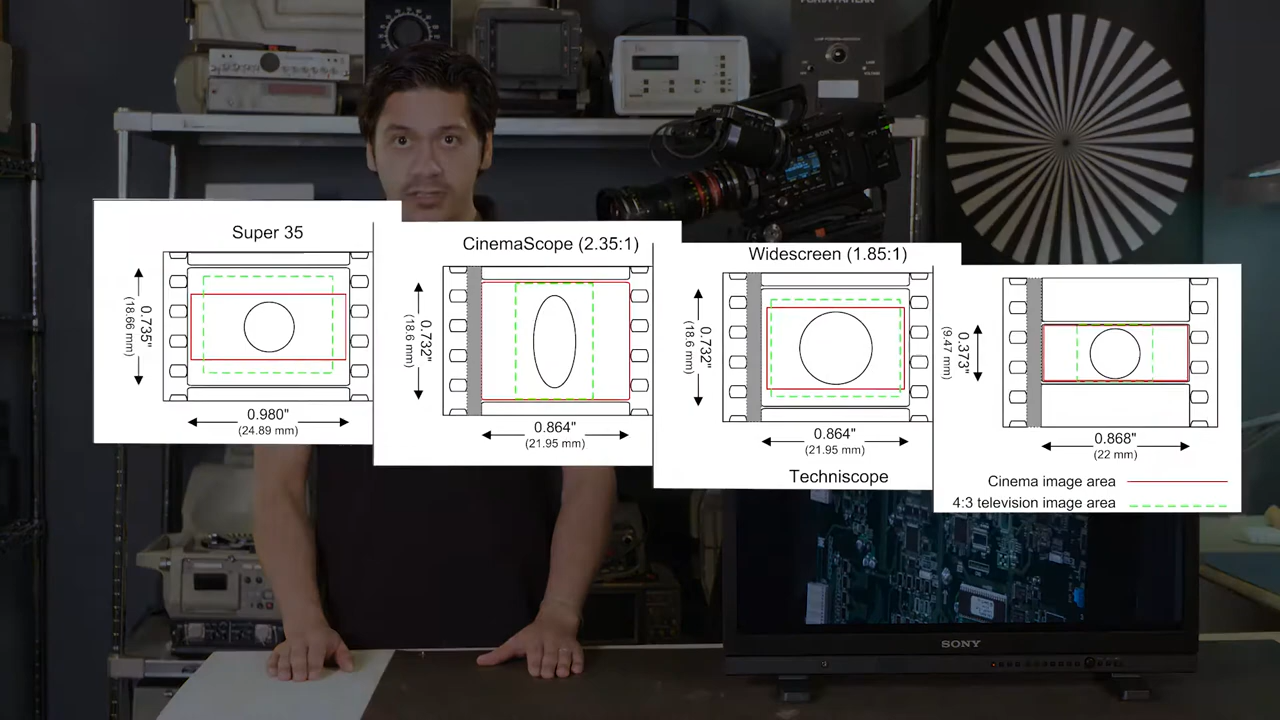 Super 35
0.735"
(18.66 mm)
0.980"
(24.89 mm)
CinemaScope (2.35:1)
0.732"
(18.6 mm)
0.864"
(21.95 mm)
Widescreen (1.85:1)
0.732"
(18.6 mm)
0.864"
(21.95 mm)
Techniscope
0.373"
(9.47 mm)
0.868"
(22 mm)
Cinema image area
4:3 television image area
SONY
SONY